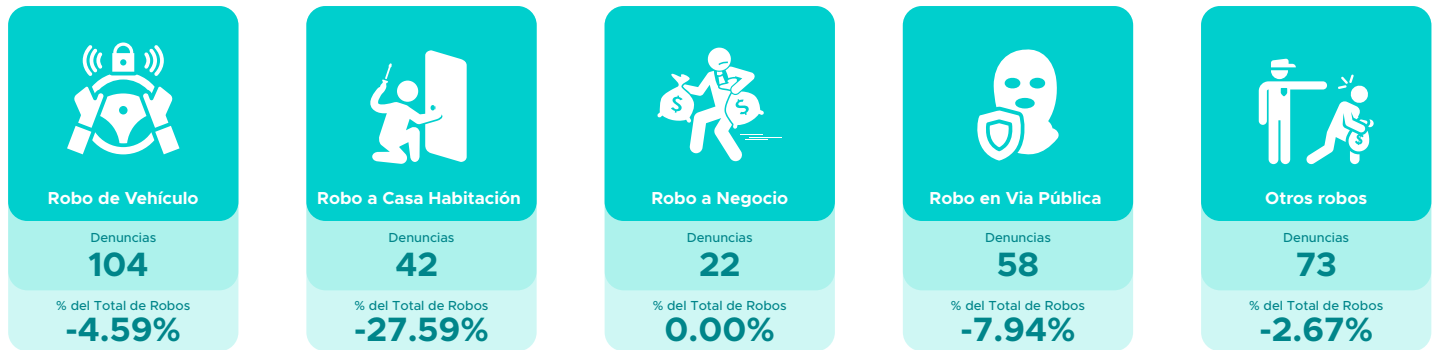 Robo de Vehículo
Denuncias
104
% del Total de Robos
-4.59%
$
Robo a Casa Habitación
Denuncias
42
% del Total de Robos
-27.59%
$
$
Robo a Negocio
Denuncias
22
% del Total de Robos
0.00%
Robo en Via Pública
Denuncias
58
% del Total de Robos
-7.94%
$
Otros robos
Denuncias
73
% del Total de Robos
-2.67%